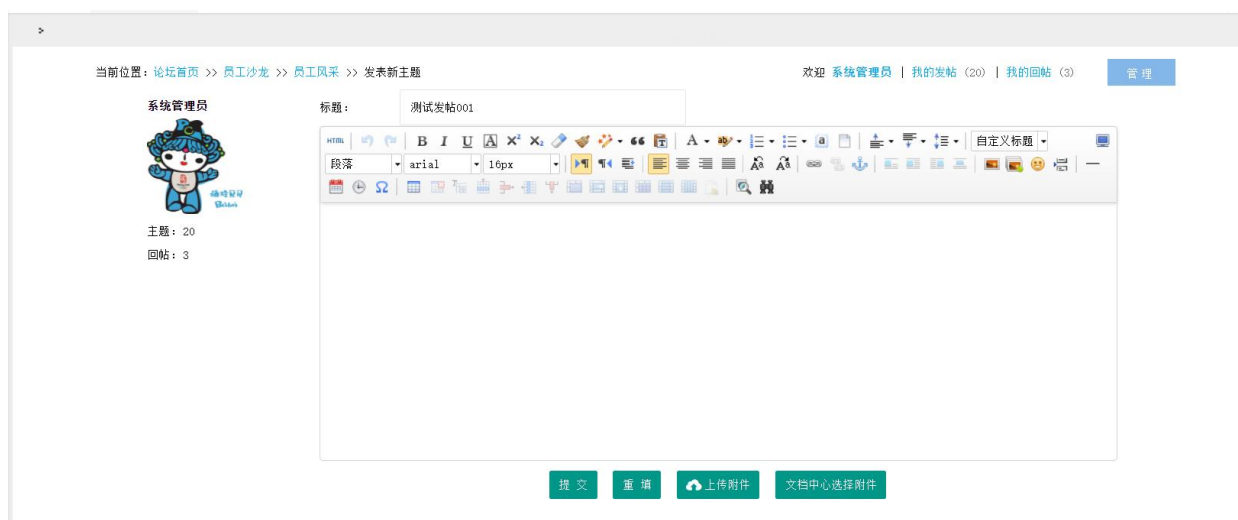 当前位置：论坛首页 >> 员工沙龙 >> 员工风采 >> 发表新主题
欢迎 系统管理员 | 我的发帖 (20) | 我的回帖 (3)
管 理
系统管理员
标题：
测试发帖001
HTML
自定义标题
段落
arial
16px
主题：20
回帖：3
提 交
重 填
上传附件
文档中心选择附件